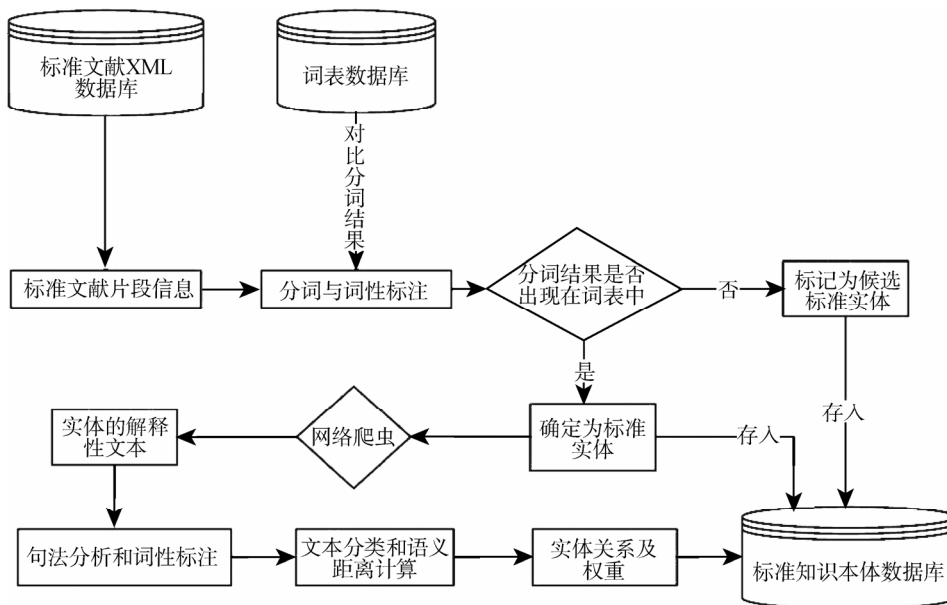 标准文献XML
数据库
词表数据库
对比分词结果
标准文献片段信息
分词与词性标注
分词结果是否
出现在词表中
否
标记为候选
标准实体
是
存入
实体的解释
性文本
网络爬虫
确定为标准
实体
存入
句法分析和词性标注
文本分类和语义
距离计算
实体关系及
权重
标准知识本体数据库